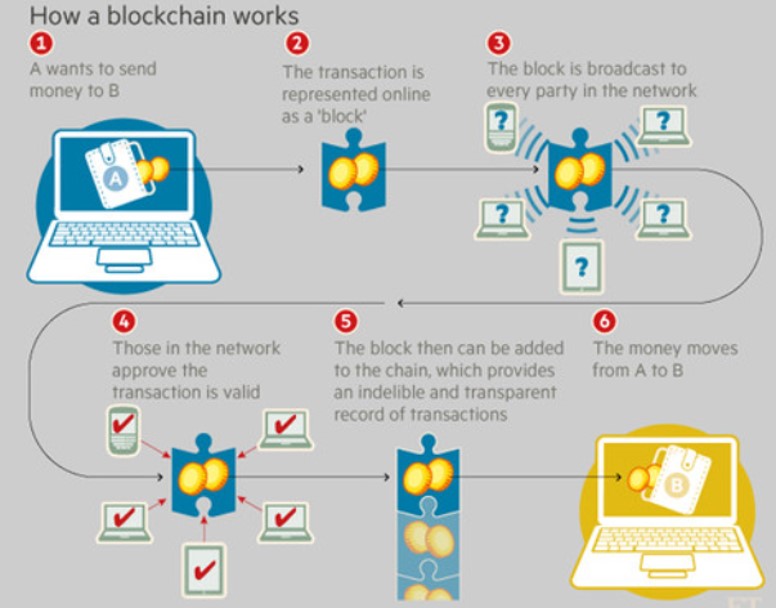 How a blockchain works
1
A wants to send
money to B
2
The transaction is
represented online
as a 'block'
3
The block is broadcast to
every party in the network
A
?
?
?
?
?
4
Those in the network
approve the
transaction is valid
5
The block then can be added
to the chain, which provides
an indelible and transparent
record of transactions
6
The money moves
from A to B
B